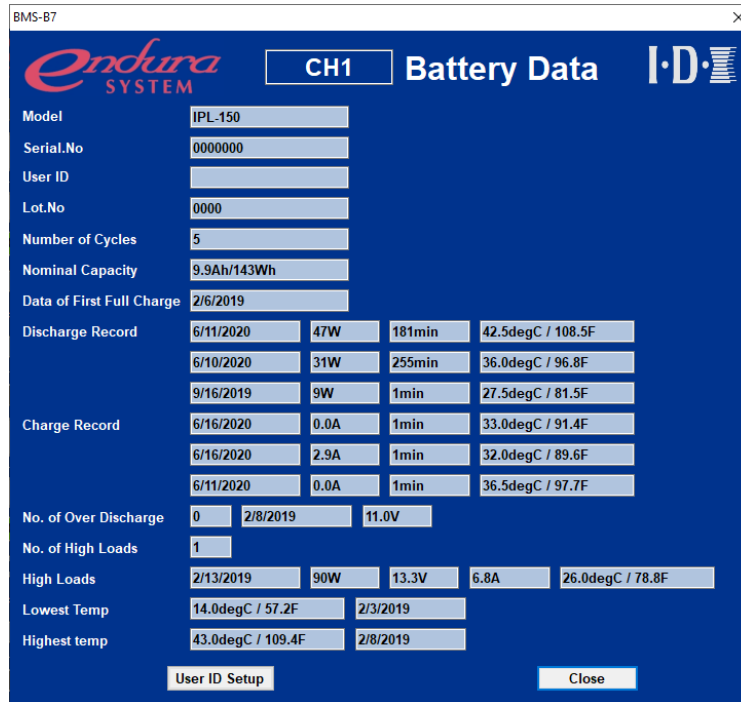 BMS-B7
endura SYSTEM CH1 Battery Data I·D·X
Model IPL-150
Serial.No 0000000
User ID
Lot.No 0000
Number of Cycles 5
Nominal Capacity 9.9Ah/143Wh
Data of First Full Charge 2/6/2019
Discharge Record 6/11/2020 47W 181min 42.5degC / 108.5F
6/10/2020 31W 255min 36.0degC / 96.8F
9/16/2019 9W 1min 27.5degC / 81.5F
Charge Record 6/16/2020 0.0A 1min 33.0degC / 91.4F
6/16/2020 2.9A 1min 32.0degC / 89.6F
6/11/2020 0.0A 1min 36.5degC / 97.7F
No. of Over Discharge 0 2/8/2019 11.0V
No. of High Loads 1
High Loads 2/13/2019 90W 13.3V 6.8A 26.0degC / 78.8F
Lowest Temp 14.0degC / 57.2F 2/3/2019
Highest temp 43.0degC / 109.4F 2/8/2019
User ID Setup Close